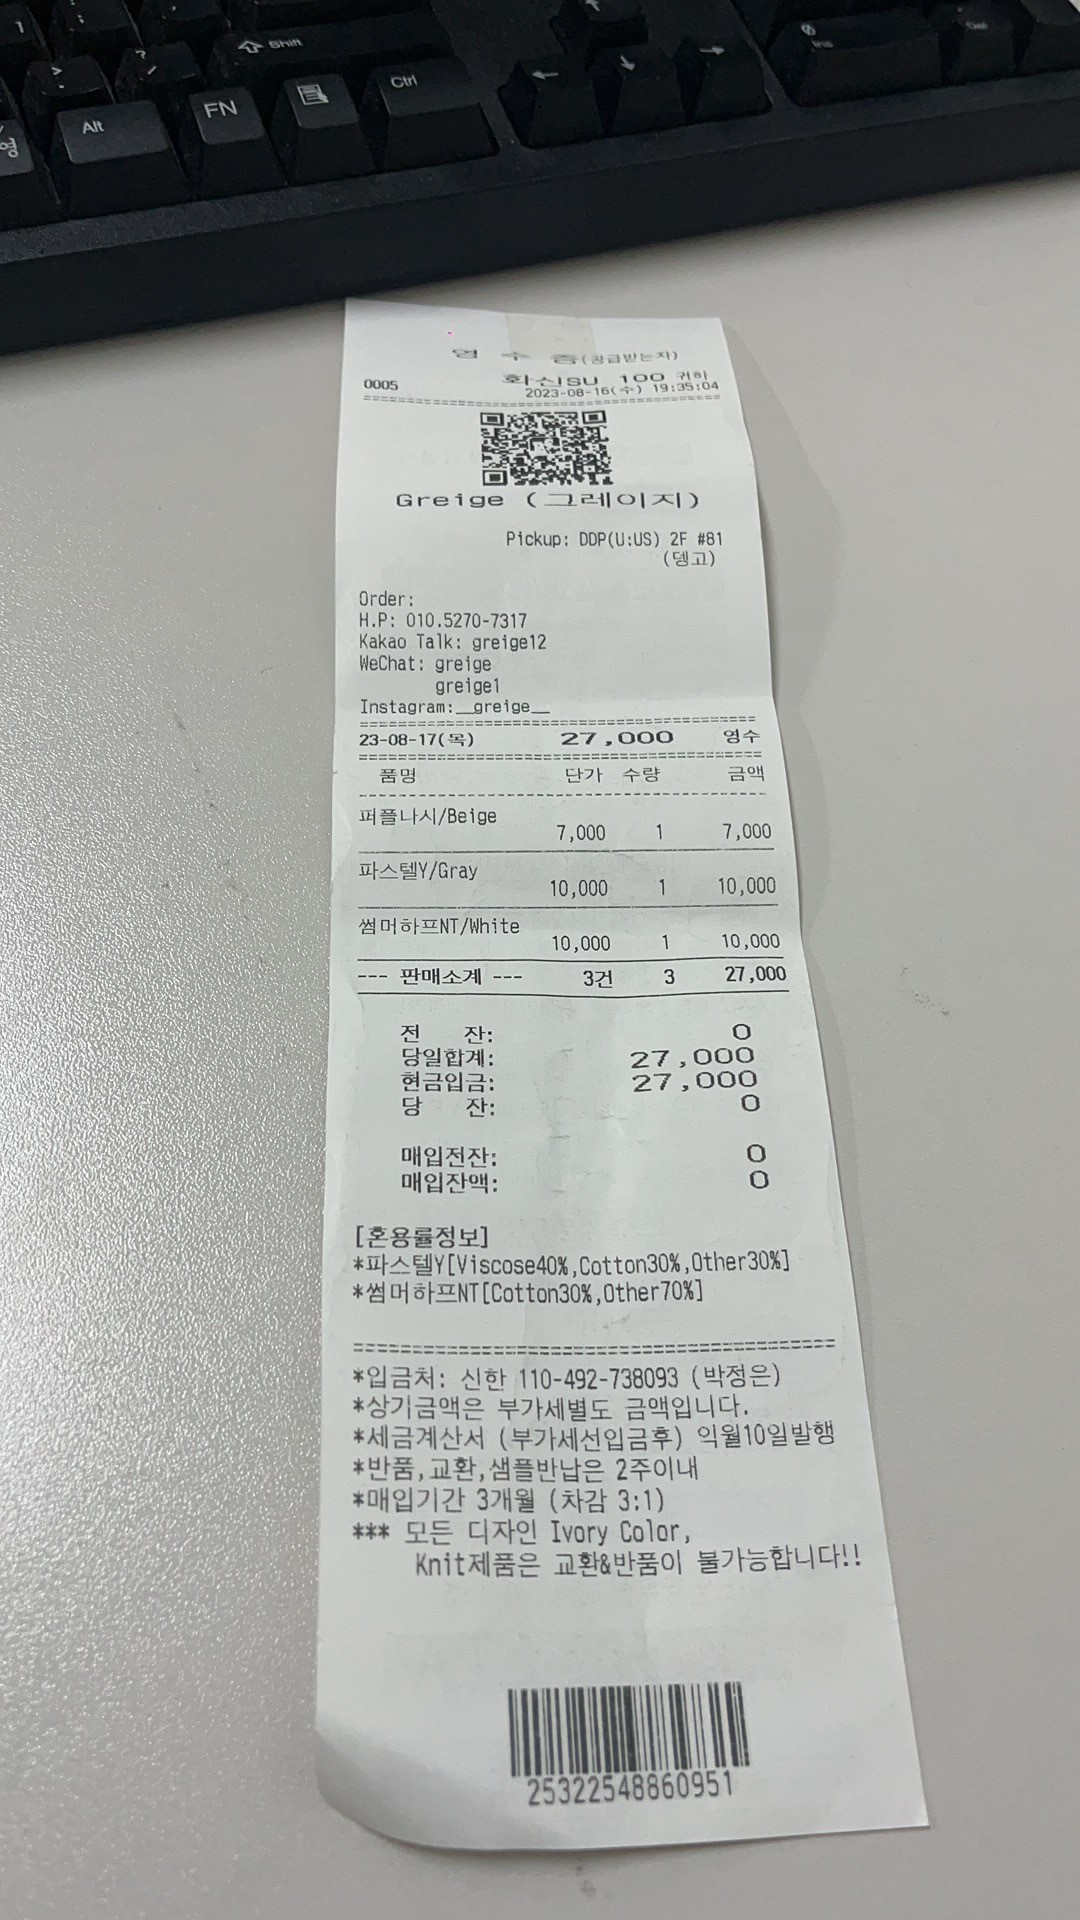 1
Shift
Ins
Del
Alt
FN
Ctrl
영
영 수 증(공급받는자)
화신SU 100 귀하
0005
2023-08-16(수) 19:35:04
Greige (그레이지)
Pickup: DDP(U:US) 2F #81
(뎅고)
Order:
H.P: 010.5270-7317
Kakao Talk: greige12
WeChat: greige
greige1
Instagram:__greige__
23-08-17(목) 27,000 영수
품명 단가 수량 금액
퍼플나시/Beige
7,000 1 7,000
파스텔Y/Gray
10,000 1 10,000
썸머하프NT/White
10,000 1 10,000
--- 판매소계 --- 3건 3 27,000
전 잔: 0
당일합계: 27,000
현금입금: 27,000
당 잔: 0
매입전잔: 0
매입잔액: 0
[혼용률정보]
*파스텔Y[Viscose40%,Cotton30%,Other30%]
*썸머하프NT[Cotton30%,Other70%]
*입금처: 신한 110-492-738093 (박정은)
*상기금액은 부가세별도 금액입니다.
*세금계산서 (부가세선입금후) 익월10일발행
*반품,교환,샘플반납은 2주이내
*매입기간 3개월 (차감 3:1)
*** 모든 디자인 Ivory Color,
Knit제품은 교환&반품이 불가능합니다!!
25322548860951